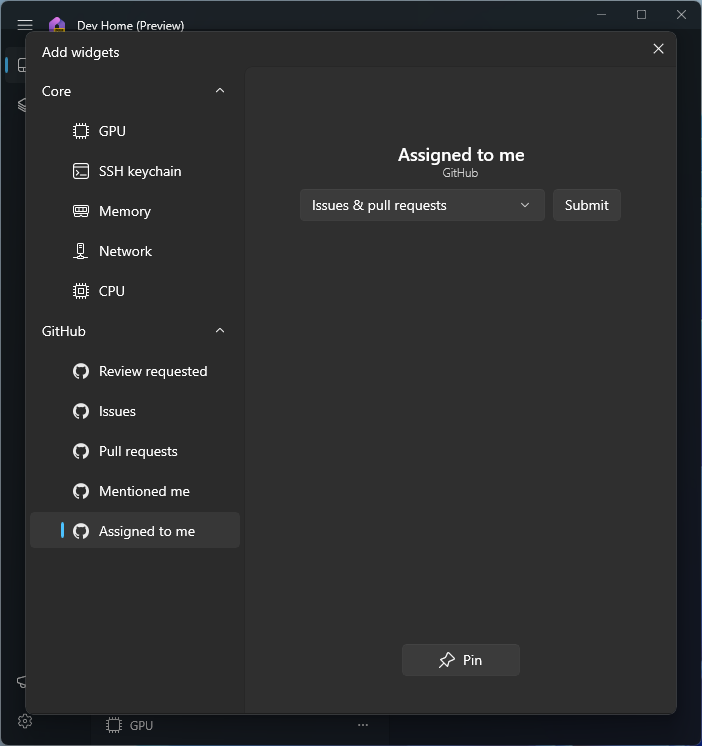 Dev Home (Preview)
Add widgets
Core
GPU
SSH keychain
Memory
Network
CPU
GitHub
Review requested
Issues
Pull requests
Mentioned me
Assigned to me
Assigned to me
GitHub
Issues & pull requests
Submit
Pin
GPU